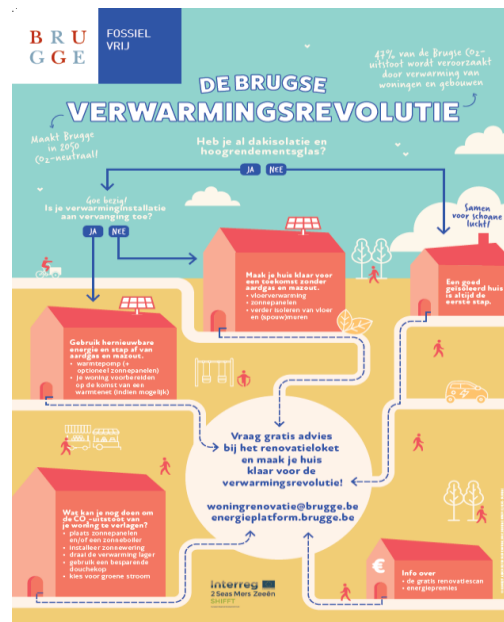 BRU
GGE
FOSSIEL
VRIJ
47% van de Brugse CO2-
uitstoot wordt veroorzaakt
door verwarming van
woningen en gebouwen
DE BRUGSE
VERWARMINGSREVOLUTIE
Maakt Brugge
in 2050
CO2-neutraal!
Heb je al dakisolatie en
hoogrendementsglas?
JA NEE
Goe bezig!
Is je verwarmingsinstallatie
aan vervanging toe?
JA NEE
Samen
voor schoane
lucht!
Maak je huis klaar voor
een toekomst zonder
aardgas en mazout.
• vloerverwarming
• zonnepanelen
• verder isoleren van vloer
en (spouw)muren
Een goed
geïsoleerd huis
is altijd de
eerste stap.
Gebruik hernieuwbare
energie en stap af van
aardgas en mazout.
• warmtepomp (+
optioneel zonnepanelen)
• je woning voorbereiden
op de komst van een
warmtenet (indien mogelijk)
Vraag gratis advies
bij het renovatieloket
en maak je huis
klaar voor de
verwarmingsrevolutie!
woningrenovatie@brugge.be
energieplatform.brugge.be
Wat kan je nog doen om
de CO₂-uitstoot van
je woning te verlagen?
• plaats zonnepanelen
en/of een zonneboiler
• installeer zonsewering
• draai de verwarming lager
• gebruik een besparende
douchekop
• kies voor groene stroom
€
Info over
• de gratis renovatiescan
• energiepremies
Interreg
2 Seas Mers Zeeën
SHIFFT